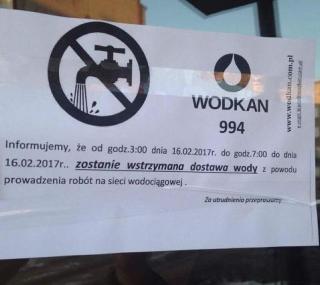 WODKAN
994
www.wodkan.com.pl
Informujemy, że od godz.3:00 dnia 16.02.2017r. do godz.7:00 do dnia
16.02.2017r.. zostanie wstrzymana dostawa wody z powodu
prowadzenia robót na sieci wodociągowej .
Za utrudnienia przepraszamy